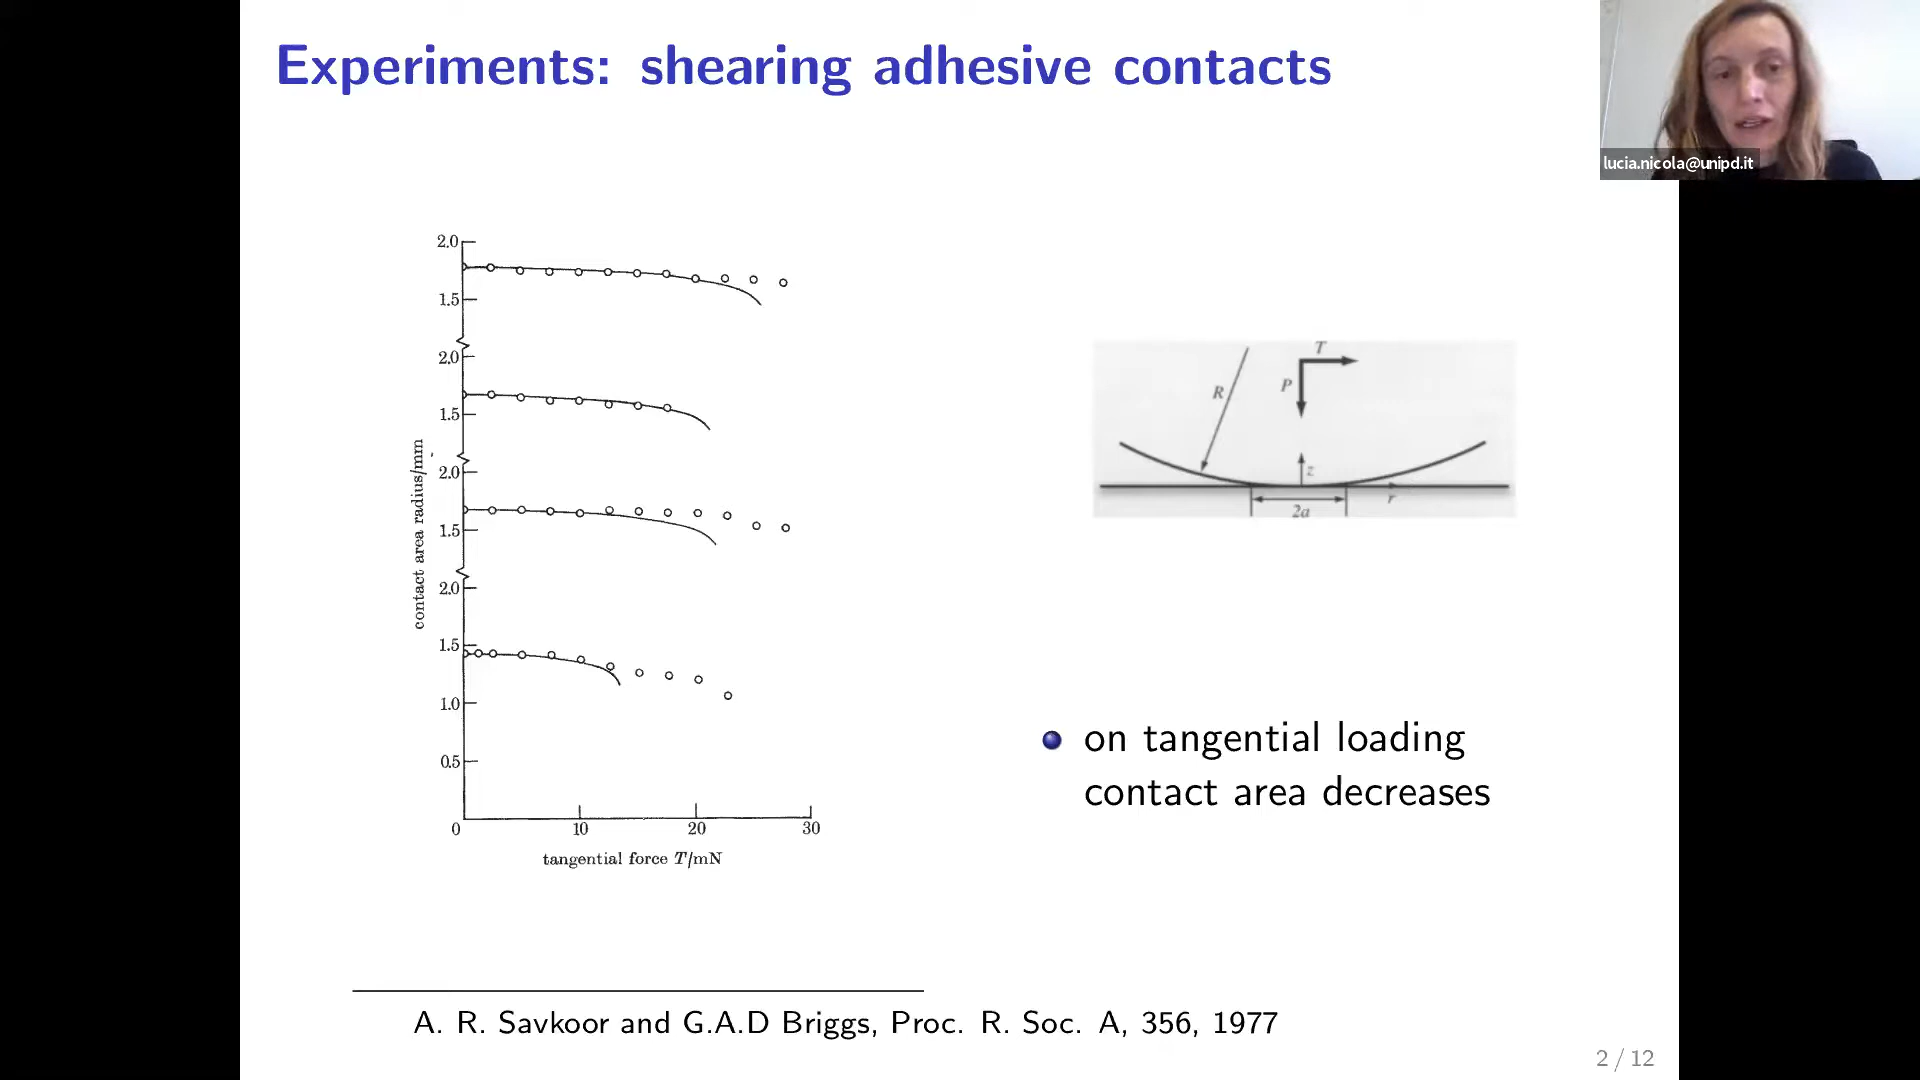 Experiments: shearing adhesive contacts
lucia.nicola@unipd.it
2.0
1.5
2.0
1.5
2.0
1.5
2.0
1.5
1.0
0.5
0
10
20
30
contact area radius/mm
tangential force T/mN
T
P
R
z
r
2a
on tangential loading
contact area decreases
A. R. Savkoor and G.A.D Briggs, Proc. R. Soc. A, 356, 1977
2 / 12